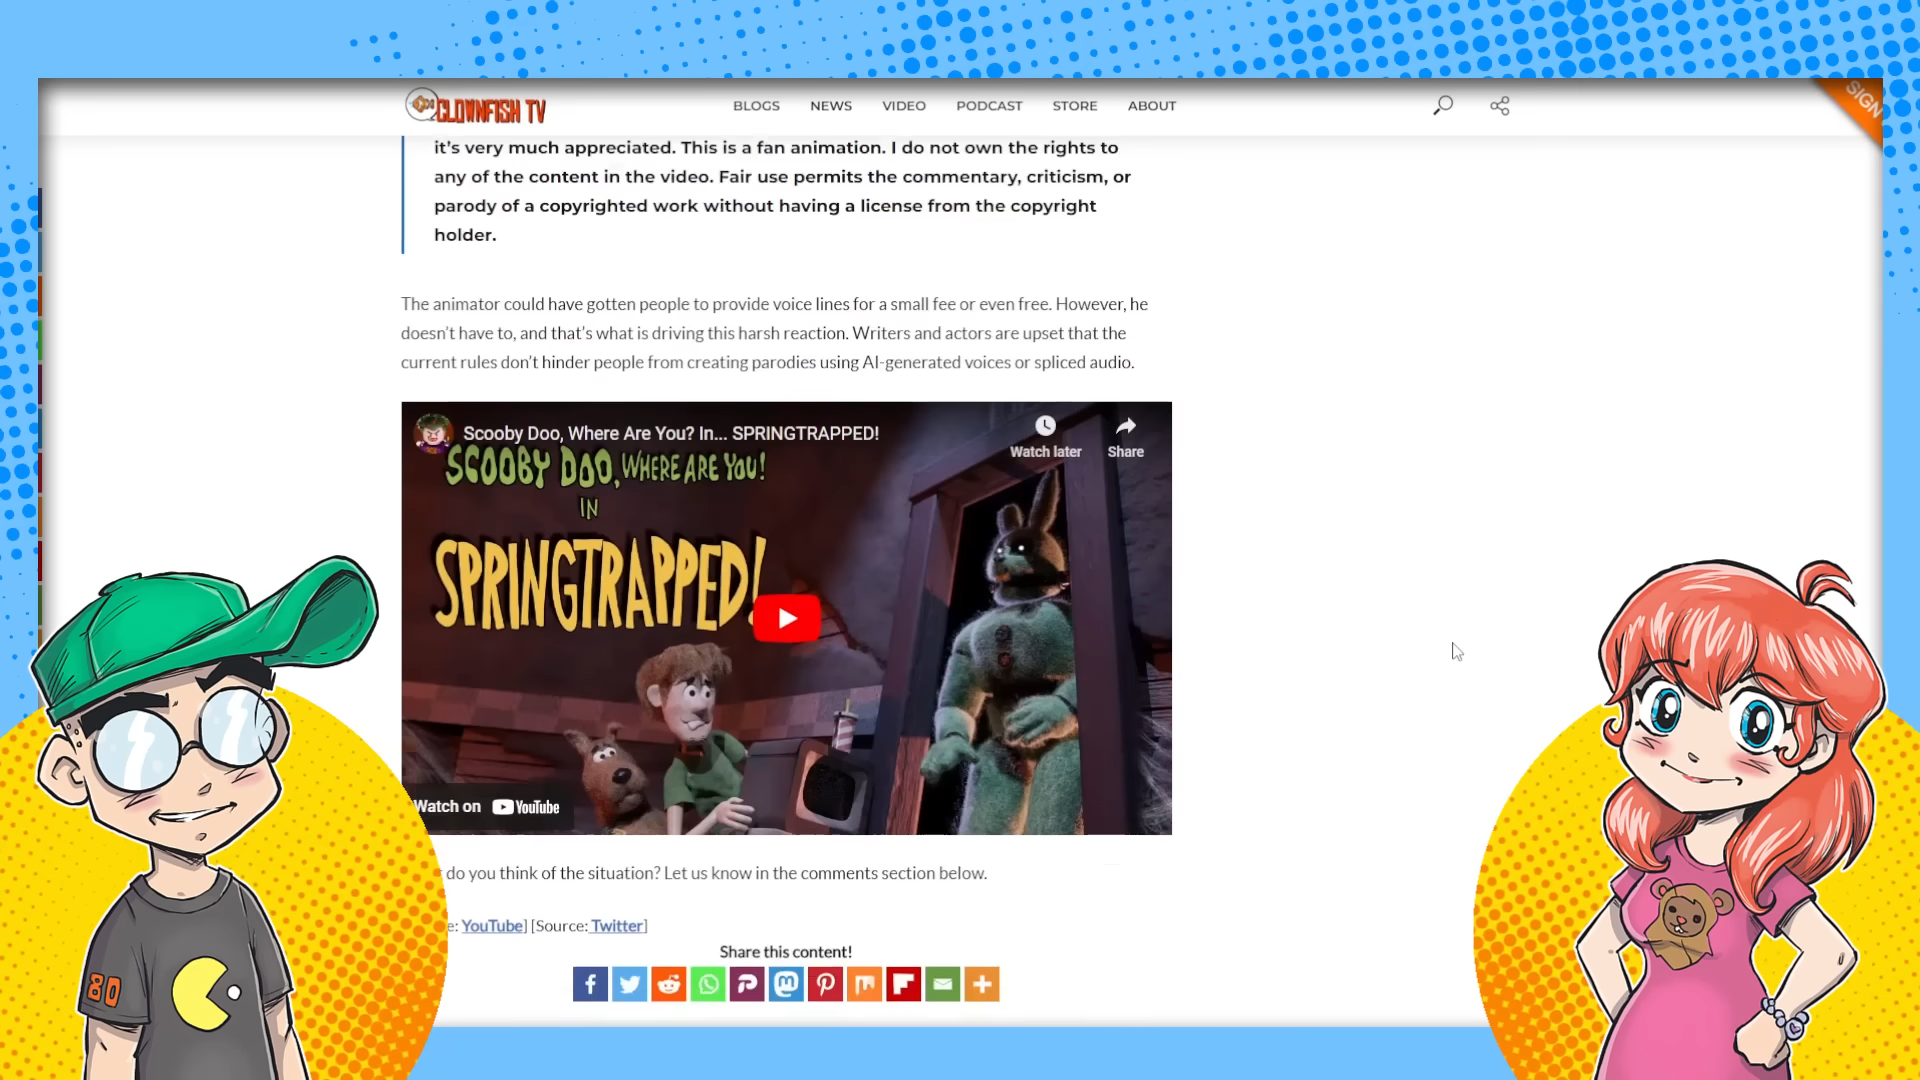 SIGN
CLOWNFISH TV
BLOGS NEWS VIDEO PODCAST STORE ABOUT
it's very much appreciated. This is a fan animation. I do not own the rights to
any of the content in the video. Fair use permits the commentary, criticism, or
parody of a copyrighted work without having a license from the copyright
holder.
The animator could have gotten people to provide voice lines for a small fee or even free. However, he
doesn't have to, and that's what is driving this harsh reaction. Writers and actors are upset that the
current rules don't hinder people from creating parodies using AI-generated voices or spliced audio.
Scooby Doo, Where Are You? In... SPRINGTRAPPED!
Watch later Share
SCOOBY DOO, WHERE ARE YOU!
IN
SPRINGTRAPPED!
Watch on YouTube
do you think of the situation? Let us know in the comments section below.
e: YouTube] [Source: Twitter]
Share this content!
80